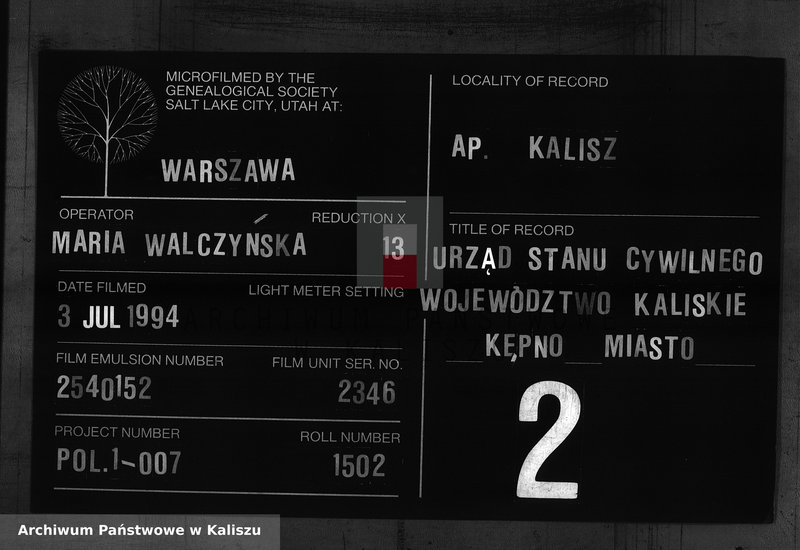 MICROFILMED BY THE
GENEALOGICAL SOCIETY
SALT LAKE CITY, UTAH AT:
WARSZAWA
OPERATOR
REDUCTION X
MARIA WALCZYŃSKA
13
DATE FILMED
LIGHT METER SETTING
3 JUL 1994
FILM EMULSION NUMBER
FILM UNIT SER. NO.
2540152
2346
PROJECT NUMBER
ROLL NUMBER
POL.1-007
1502
LOCALITY OF RECORD
AP. KALISZ
TITLE OF RECORD
URZĄD STANU CYWILNEGO
WOJEWÒDZTWO KALISKIE
KĘPNO MIASTO
2
Archiwum Państwowe w Kaliszu